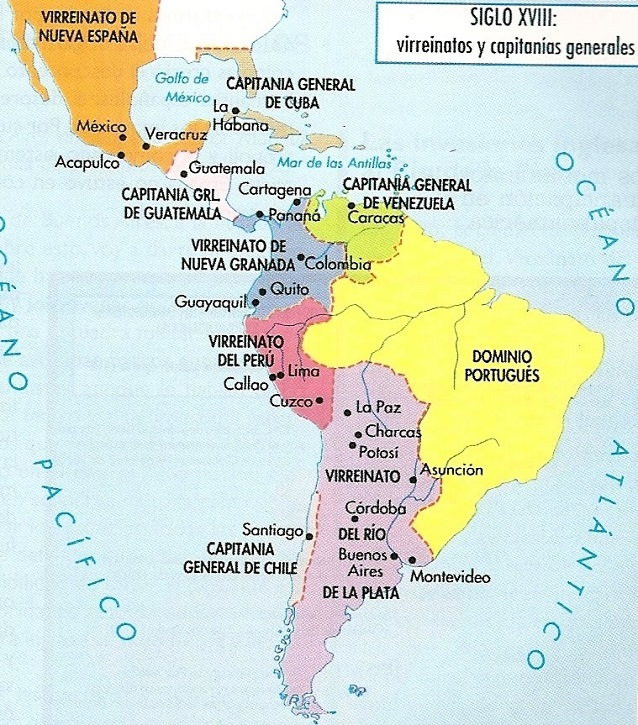 VIRREINATO DE
NUEVA ESPAÑA
SIGLO XVIII:
virreinatos y capitanías generales
Golfo de
México
CAPITANIA GENERAL
DE CUBA
La
Habana
México
Veracruz
Acapulco
Mar de las Antillas
Guatemala
CAPITANIA GRL.
DE GUATEMALA
Cartagena
CAPITANIA GENERAL
DE VENEZUELA
Panamá
Caracas
VIRREINATO DE
NUEVA GRANADA
Colombia
Quito
Guayaquil
VIRREINATO
DEL PERÚ
Lima
Callao
Cuzco
DOMINIO
PORTUGUÉS
La Paz
Charcas
Potosí
VIRREINATO
Asunción
Córdoba
DEL RÍO
Santiago
CAPITANIA
GENERAL DE CHILE
Buenos
Aires
Montevideo
DE LA PLATA
OCÉANO
PACÍFICO
OCÉANO
ATLÁNTICO